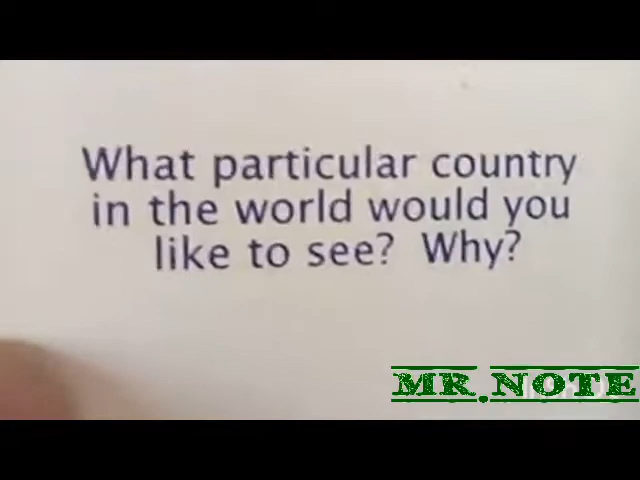 What particular country
in the world would you
like to see? Why?
MR.NOTE